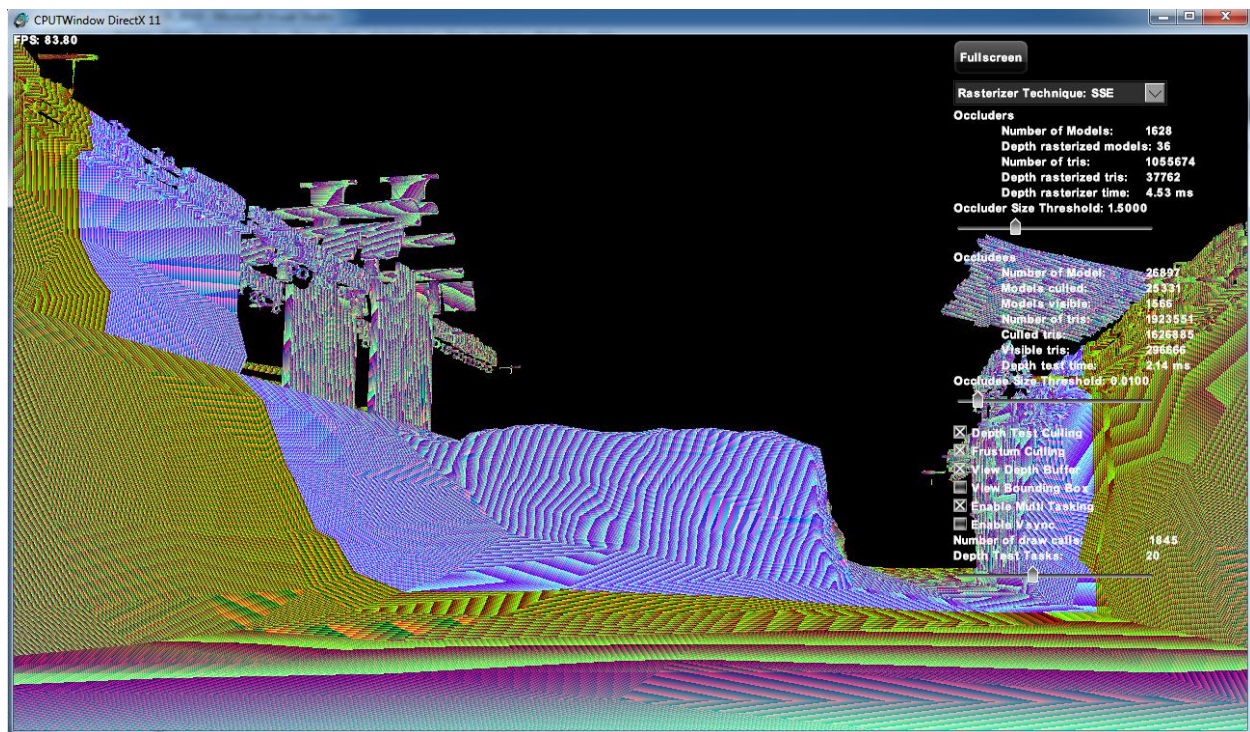 CPUTWindow DirectX 11
FPS: 83.80
Fullscreen
Rasterizer Technique: SSE
Occluders
Number of Models: 1628
Depth rasterized models: 36
Number of tris: 1055674
Depth rasterized tris: 37762
Depth rasterizer time: 4.53 ms
Occluder Size Threshold: 1.5000
Occludees
Number of Model: 26897
Models culled: 25331
Models visible: 1566
Number of tris: 1923551
Culled tris: 1626885
Visible tris: 296666
Depth test time: 2.14 ms
Occludee Size Threshold: 0.0100
Depth Test Culling
Frustum Culling
View Depth Buffer
View Bounding Box
Enable Multi Tasking
Enable Vsync
Number of draw calls: 1845
Depth Test Tasks: 20